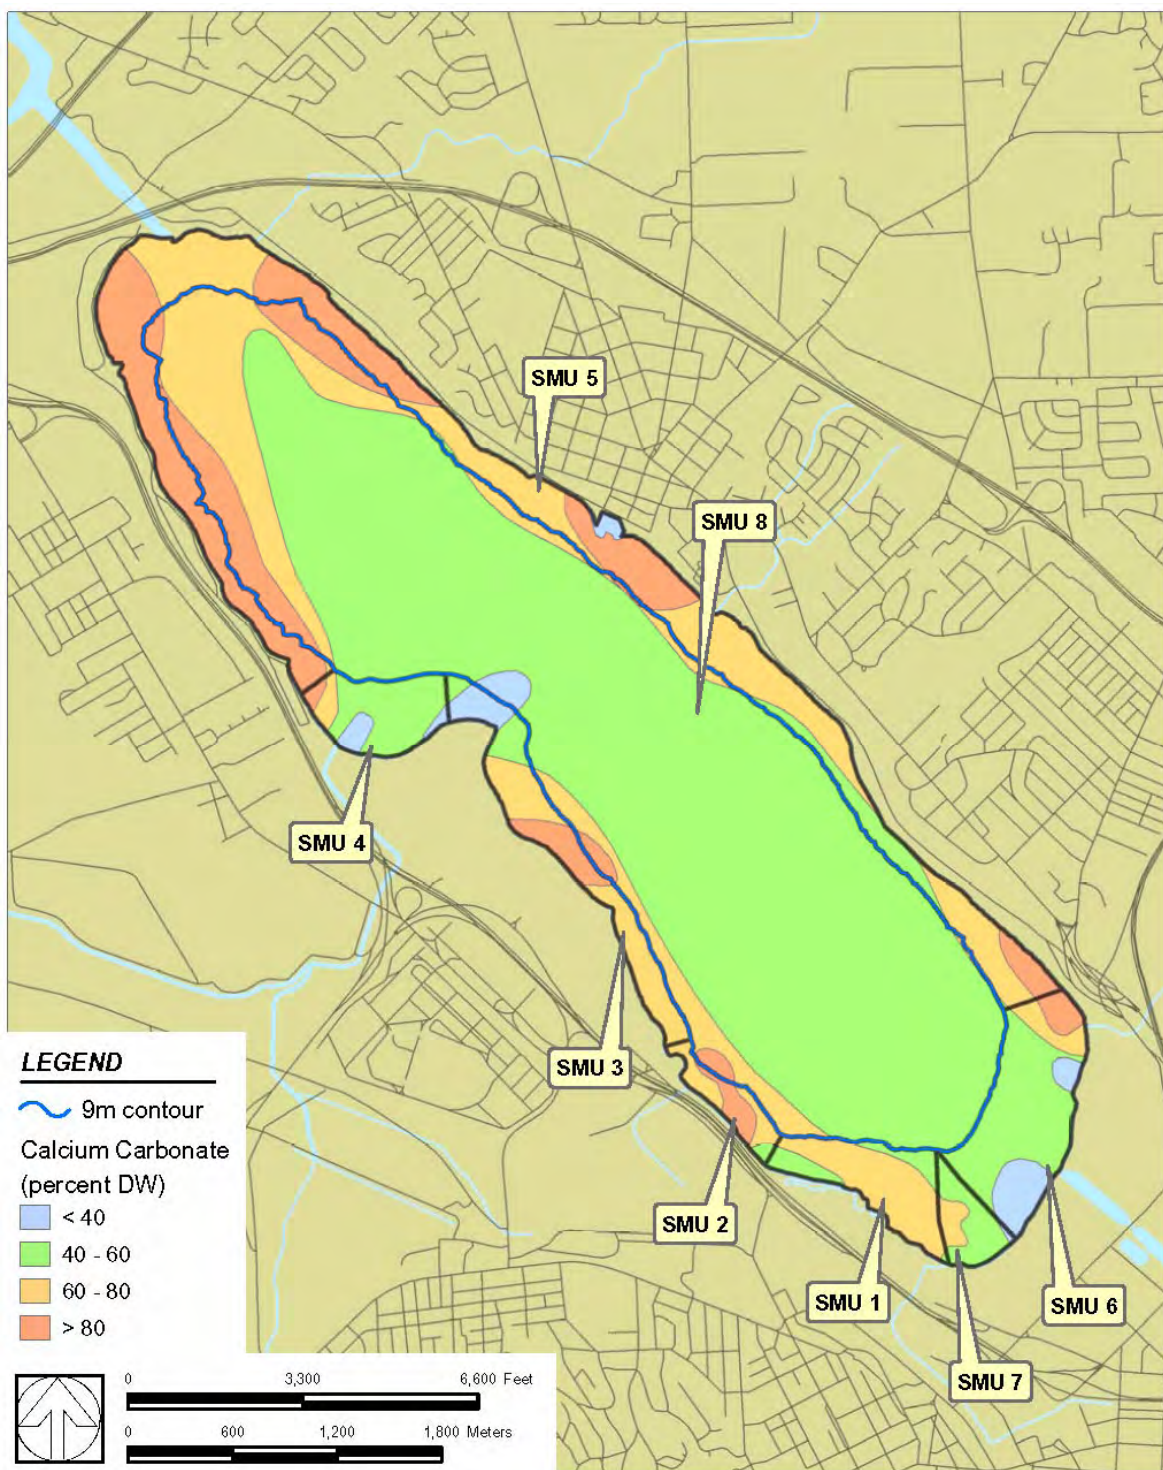 SMU 5
SMU 8
SMU 4
SMU 3
SMU 2
SMU 1
SMU 6
SMU 7
LEGEND
9m contour
Calcium Carbonate
(percent DW)
< 40
40 - 60
60 - 80
> 80
0 3,300 6,600 Feet
0 600 1,200 1,800 Meters